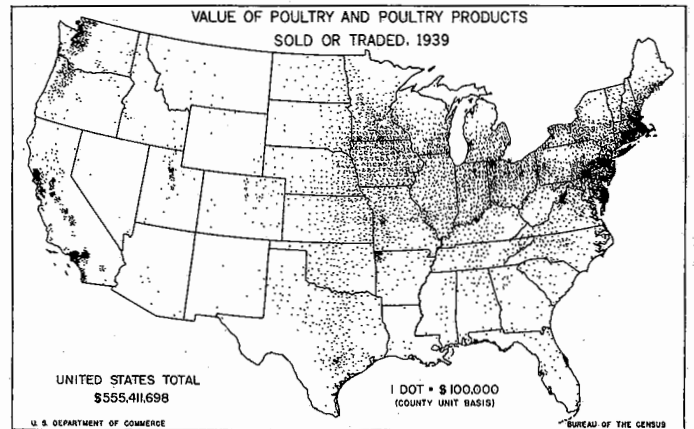 VALUE OF POULTRY AND POULTRY PRODUCTS
SOLD OR TRADED, 1939
UNITED STATES TOTAL
$555,411,698
1 DOT = $100,000
(COUNTY UNIT BASIS)
U. S. DEPARTMENT OF COMMERCE
BUREAU OF THE CENSUS